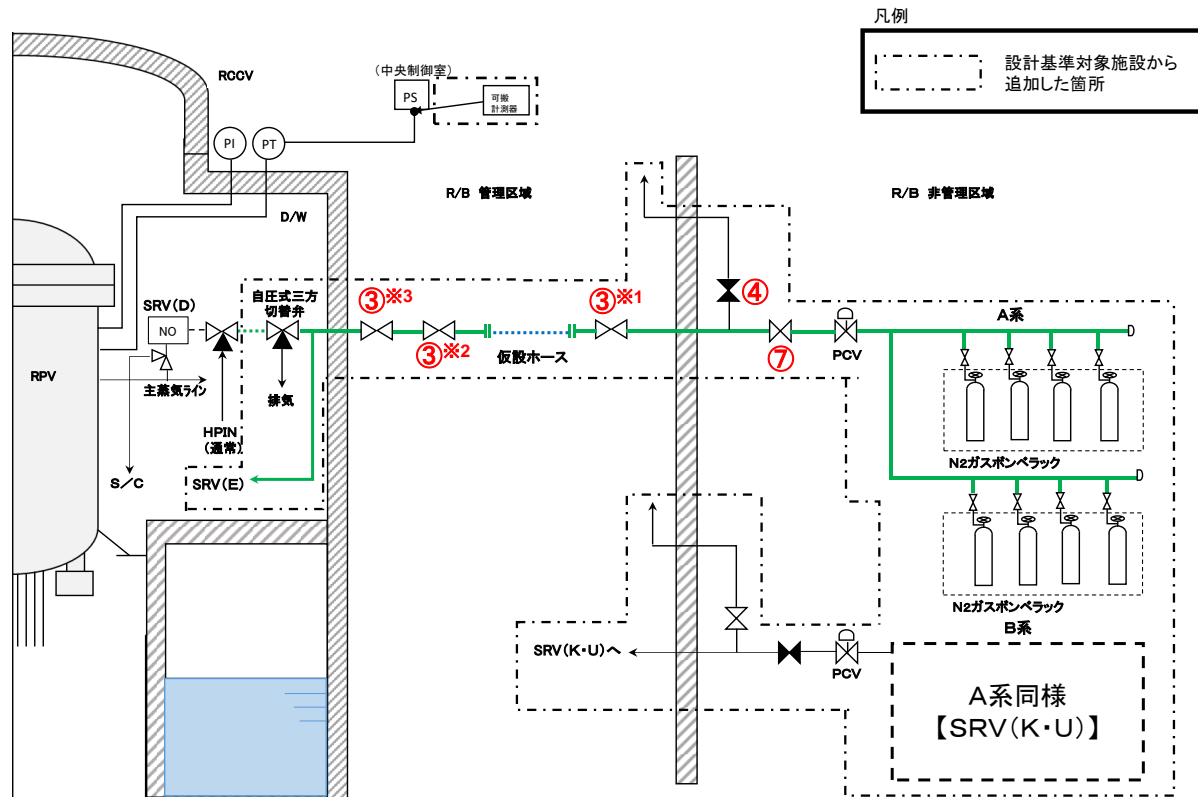 凡例
設計基準対象施設から
追加した箇所
RCCV
(中央制御室)
PS
可搬
計測器
PI
PT
R/B 管理区域
R/B 非管理区域
D/W
SRV(D)
自圧式三方
切替弁
NO
③※3
③※2
③※1
④
⑦
A系
仮設ホース
PCV
RPV
主蒸気ライン
排気
HPIN
(通常)
S/C
SRV(E)
N2ガスボンベラック
N2ガスボンベラック
B系
SRV(K・U)へ
PCV
A系同様
【SRV(K・U)】